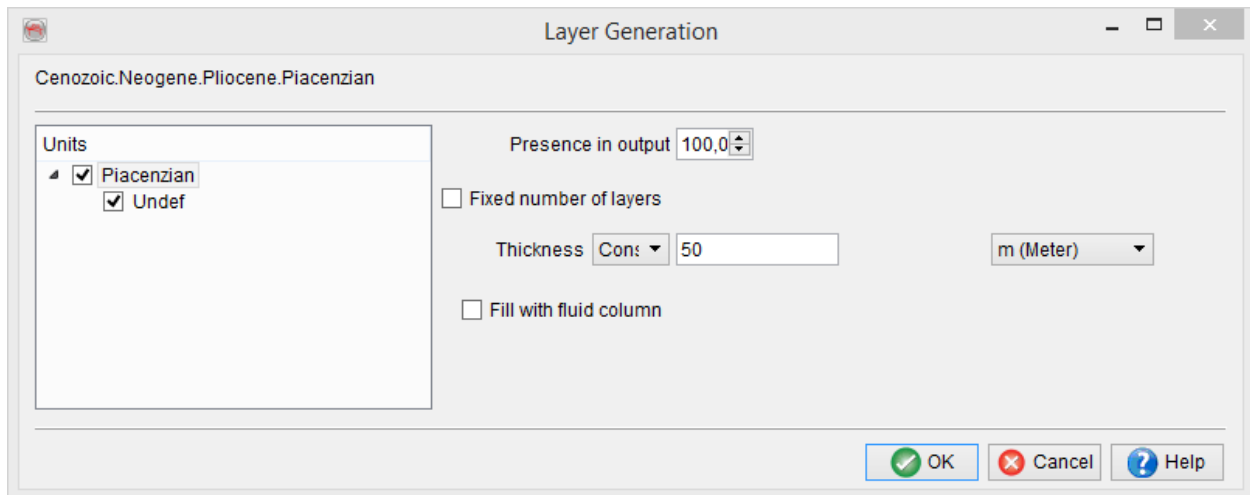 Layer Generation
Cenozoic.Neogene.Pliocene.Piacenzian
Units
Piacenzian
Undef
Presence in output 100,0
Fixed number of layers
Thickness Cons 50 m (Meter)
Fill with fluid column
OK Cancel Help